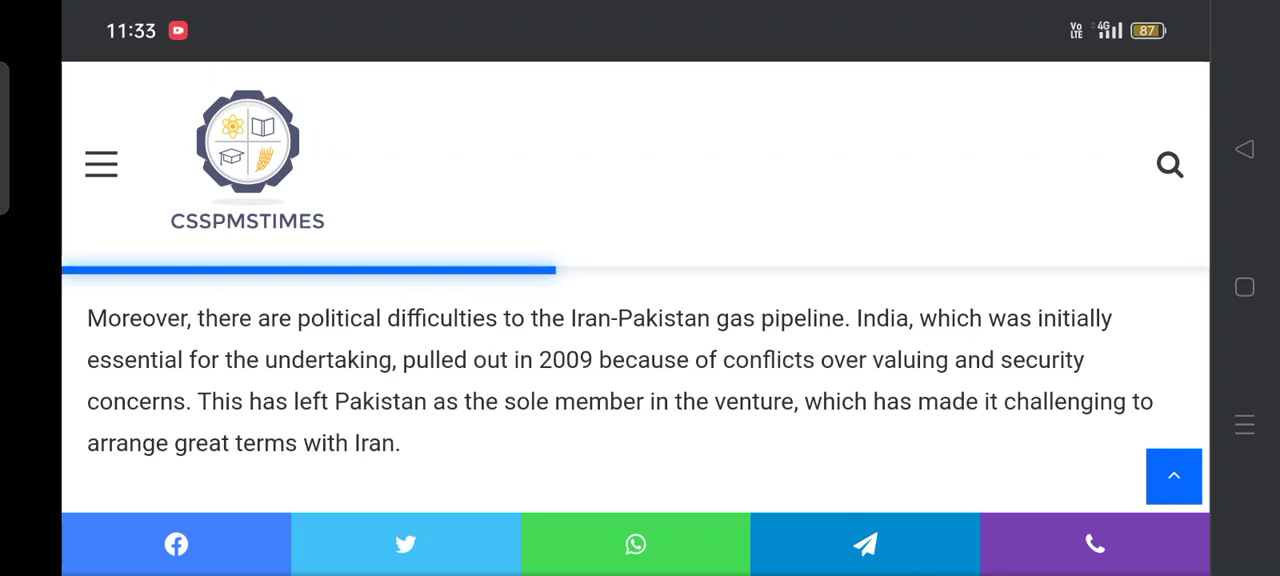 11:33
Vo LTE 4G 87
CSSPMSTIMES
Moreover, there are political difficulties to the Iran-Pakistan gas pipeline. India, which was initially
essential for the undertaking, pulled out in 2009 because of conflicts over valuing and security
concerns. This has left Pakistan as the sole member in the venture, which has made it challenging to
arrange great terms with Iran.